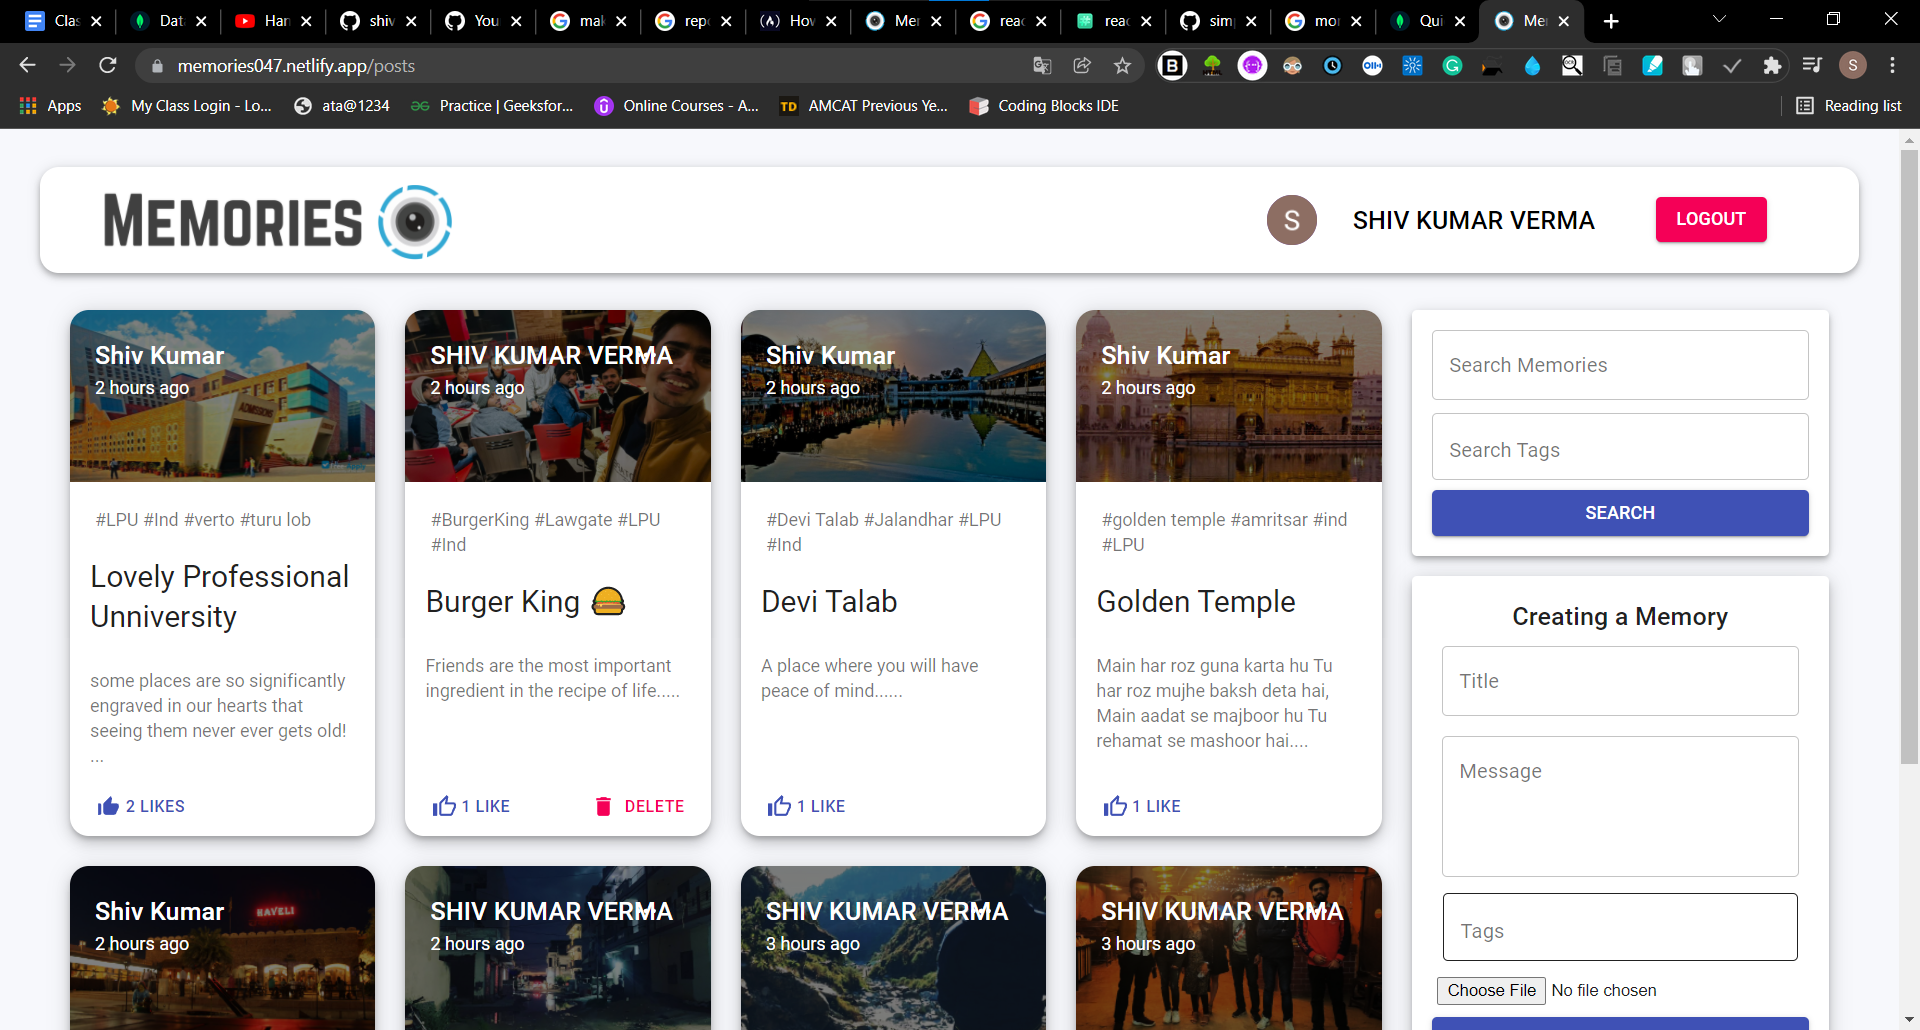 Clas
Dat
Har
shiv
You
mak
repo
How
Mer
reac
reac
simp
mor
Qui
Mer
memories047.netlify.app/posts
Apps
My Class Login - Lo...
ata@1234
Practice | Geeksfor...
Online Courses - A...
AMCAT Previous Ye...
Coding Blocks IDE
Reading list
MEMORIES
S
SHIV KUMAR VERMA
LOGOUT
Shiv Kumar
2 hours ago
ADMISSIONS
#LPU #Ind #verto #turu lob
Lovely Professional
Unniversity
some places are so significantly
engraved in our hearts that
seeing them never ever gets old!
...
2 LIKES
SHIV KUMAR VERMA
2 hours ago
#BurgerKing #Lawgate #LPU
#Ind
Burger King 🍔
Friends are the most important
ingredient in the recipe of life.....
1 LIKE
DELETE
Shiv Kumar
2 hours ago
#Devi Talab #Jalandhar #LPU
#Ind
Devi Talab
A place where you will have
peace of mind......
1 LIKE
Shiv Kumar
2 hours ago
#golden temple #amritsar #ind
#LPU
Golden Temple
Main har roz guna karta hu Tu
har roz mujhe baksh deta hai,
Main aadat se majboor hu Tu
rehamat se mashoor hai....
1 LIKE
Search Memories
Search Tags
SEARCH
Creating a Memory
Title
Message
Tags
Choose File No file chosen
Shiv Kumar
2 hours ago
HAVELI
SHIV KUMAR VERMA
2 hours ago
SHIV KUMAR VERMA
3 hours ago
SHIV KUMAR VERMA
3 hours ago